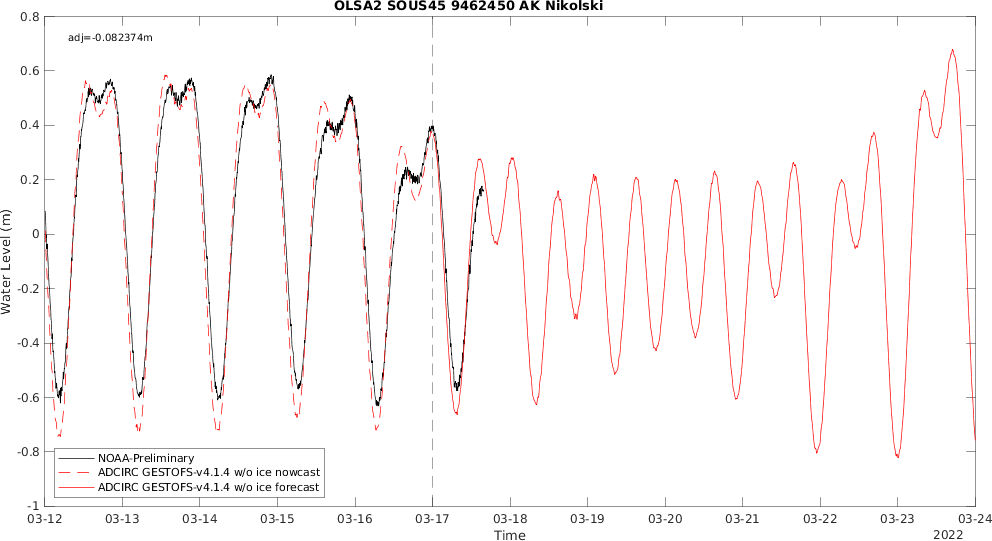 OLSA2 SOUS45 9462450 AK Nikolski
adj=-0.082374m
0.8
0.6
0.4
0.2
0
-0.2
-0.4
-0.6
-0.8
-1
Water Level (m)
NOAA-Preliminary
ADCIRC GESTOFS-v4.1.4 w/o ice nowcast
ADCIRC GESTOFS-v4.1.4 w/o ice forecast
03-12 03-13 03-14 03-15 03-16 03-17 03-18 03-19 03-20 03-21 03-22 03-23 03-24
Time
2022